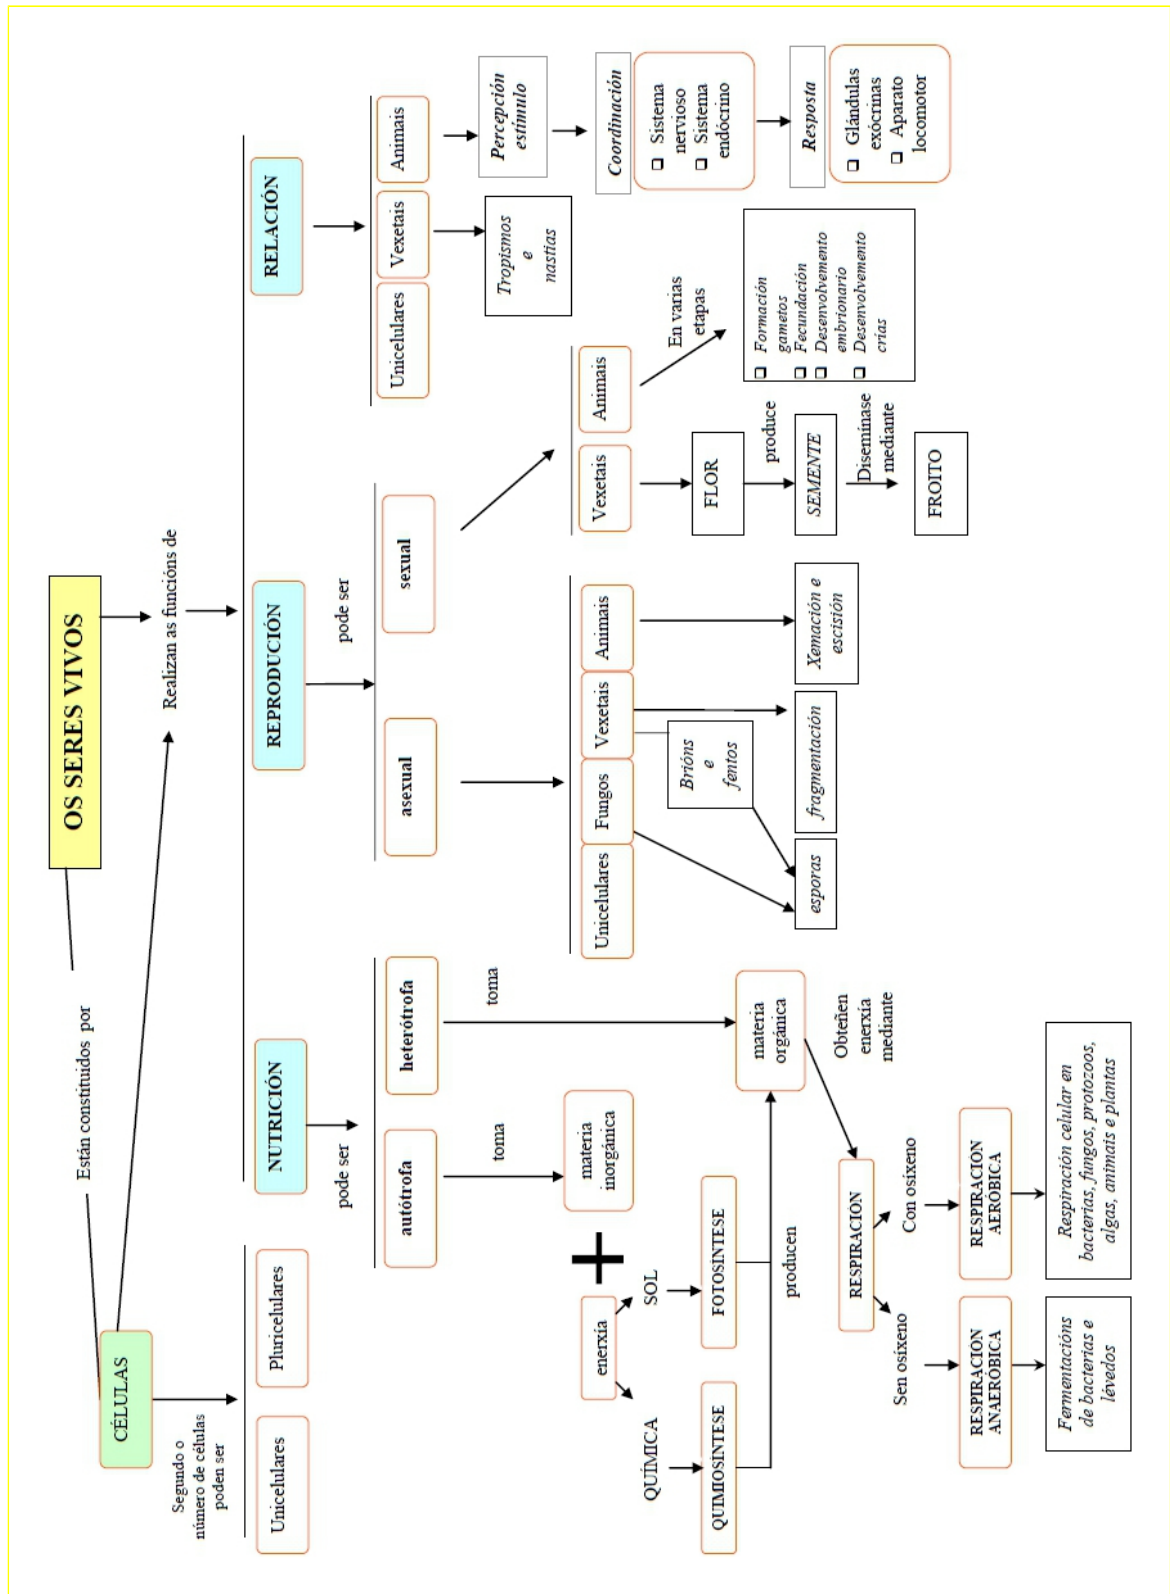 OS SERES VIVOS
Están constituidos por
Realizan as funcións de
CÉLULAS
Segundo o
número de células
poden ser
Unicelulares
Pluricelulares
NUTRICIÓN
pode ser
autótrofa
heterótrofa
toma
toma
materia
inorgánica
enerxía
QUÍMICA
SOL
QUIMIOSÍNTESE
FOTOSÍNTESE
producen
materia
orgánica
Obteñen
enerxía
mediante
RESPIRACIÓN
Sen osíxeno
Con osíxeno
RESPIRACION
ANAERÓBICA
RESPIRACION
AERÓBICA
Fermentacións
de bacterias e
lévedos
Respiración celular en
bacterias, fungos, protozoos,
algas, animais e plantas
REPRODUCIÓN
pode ser
asexual
sexual
Unicelulares
Fungos
Vexetais
Animais
Brións
e
fentos
esporas
fragmentación
Xemación e
escisión
Vexetais
Animais
FLOR
produce
SEMENTE
Disemínase
mediante
FROITO
En varias
etapas
Formación
gametos
Fecundación
Desenvolvemento
embrionario
Desenvolvemento
crías
RELACIÓN
Unicelulares
Vexetais
Animais
Tropismos
e
nastias
Percepción
estímulo
Coordinación
Sistema
nervioso
Sistema
endócrino
Resposta
Glándulas
exócrinas
Aparato
locomotor